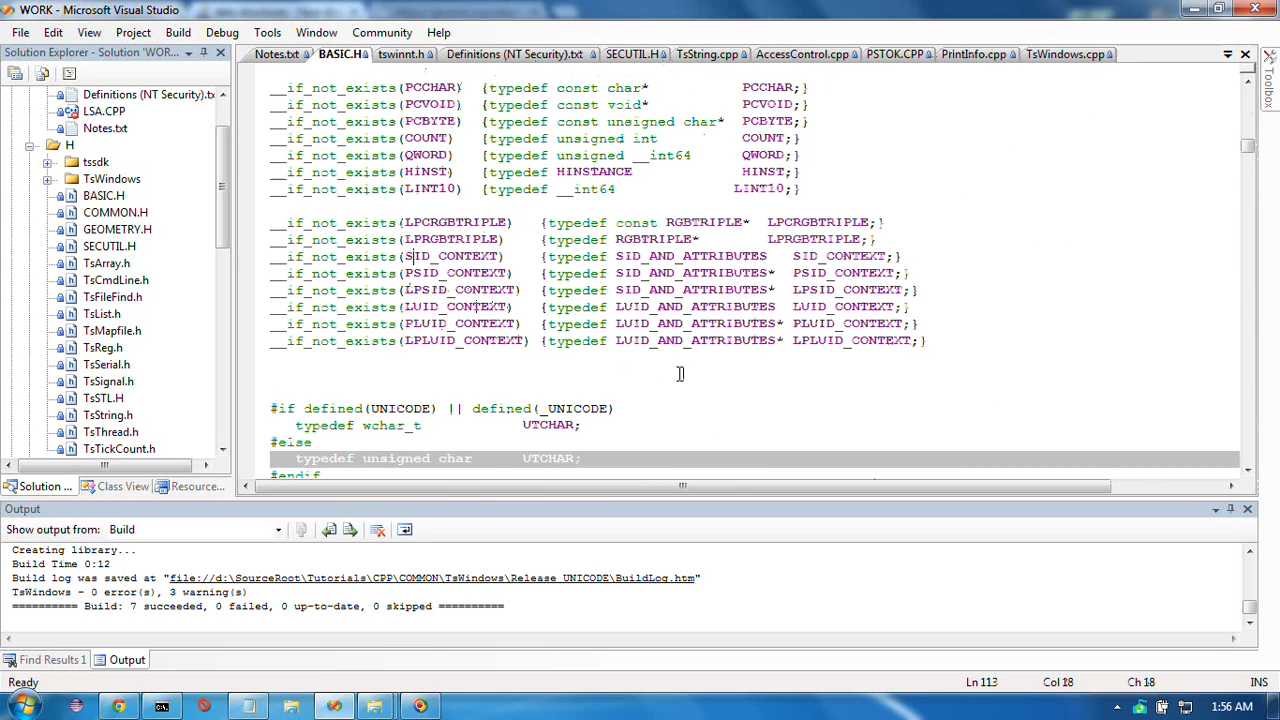 WORK - Microsoft Visual Studio
File Edit View Project Build Debug Tools Window Community Help
Solution Explorer - Solution 'WOR...
Notes.txt BASIC.H tswinnt.h Definitions (NT Security).txt SECUTIL.H TsString.cpp AccessControl.cpp PSTOK.CPP PrintInfo.cpp TsWindows.cpp
Toolbox
Definitions (NT Security).tx
LSA.CPP
Notes.txt
H
tssdk
TsWindows
BASIC.H
COMMON.H
GEOMETRY.H
SECUTIL.H
TsArray.h
TsCmdLine.h
TsFileFind.h
TsList.h
TsMapfile.h
TsReg.h
TsSerial.h
TsSignal.h
TsSTL.h
TsString.h
TsThread.h
TsTickCount.h
Solution ... Class View Resource...
__if_not_exists(PCCHAR) {typedef const char* PCCHAR;}
__if_not_exists(PCVOID) {typedef const void* PCVOID;}
__if_not_exists(PCBYTE) {typedef const unsigned char* PCBYTE;}
__if_not_exists(COUNT) {typedef unsigned int COUNT;}
__if_not_exists(QWORD) {typedef unsigned __int64 QWORD;}
__if_not_exists(HINST) {typedef HINSTANCE HINST;}
__if_not_exists(LINT10) {typedef __int64 LINT10;}
__if_not_exists(LPCRGBTRIPLE) {typedef const RGBTRIPLE* LPCRGBTRIPLE;}
__if_not_exists(LPRGBTRIPLE) {typedef RGBTRIPLE* LPRGBTRIPLE;}
__if_not_exists(SID_CONTEXT) {typedef SID_AND_ATTRIBUTES SID_CONTEXT;}
__if_not_exists(PSID_CONTEXT) {typedef SID_AND_ATTRIBUTES* PSID_CONTEXT;}
__if_not_exists(LPSID_CONTEXT) {typedef SID_AND_ATTRIBUTES* LPSID_CONTEXT;}
__if_not_exists(LUID_CONTEXT) {typedef LUID_AND_ATTRIBUTES LUID_CONTEXT;}
__if_not_exists(PLUID_CONTEXT) {typedef LUID_AND_ATTRIBUTES* PLUID_CONTEXT;}
__if_not_exists(LPLUID_CONTEXT) {typedef LUID_AND_ATTRIBUTES* LPLUID_CONTEXT;}
#if defined(UNICODE) || defined(_UNICODE)
typedef wchar_t UTCHAR;
#else
typedef unsigned char UTCHAR;
#endif
Output
Show output from: Build
Creating library...
Build Time 0:12
Build log was saved at "file://d:\SourceRoot\Tutorials\CPP\COMMON\TsWindows\Release_UNICODE\BuildLog.htm"
TsWindows - 0 error(s), 3 warning(s)
========== Build: 7 succeeded, 0 failed, 0 up-to-date, 0 skipped ==========
Find Results 1 Output
Ready Ln 113 Col 18 Ch 18 INS
1:56 AM